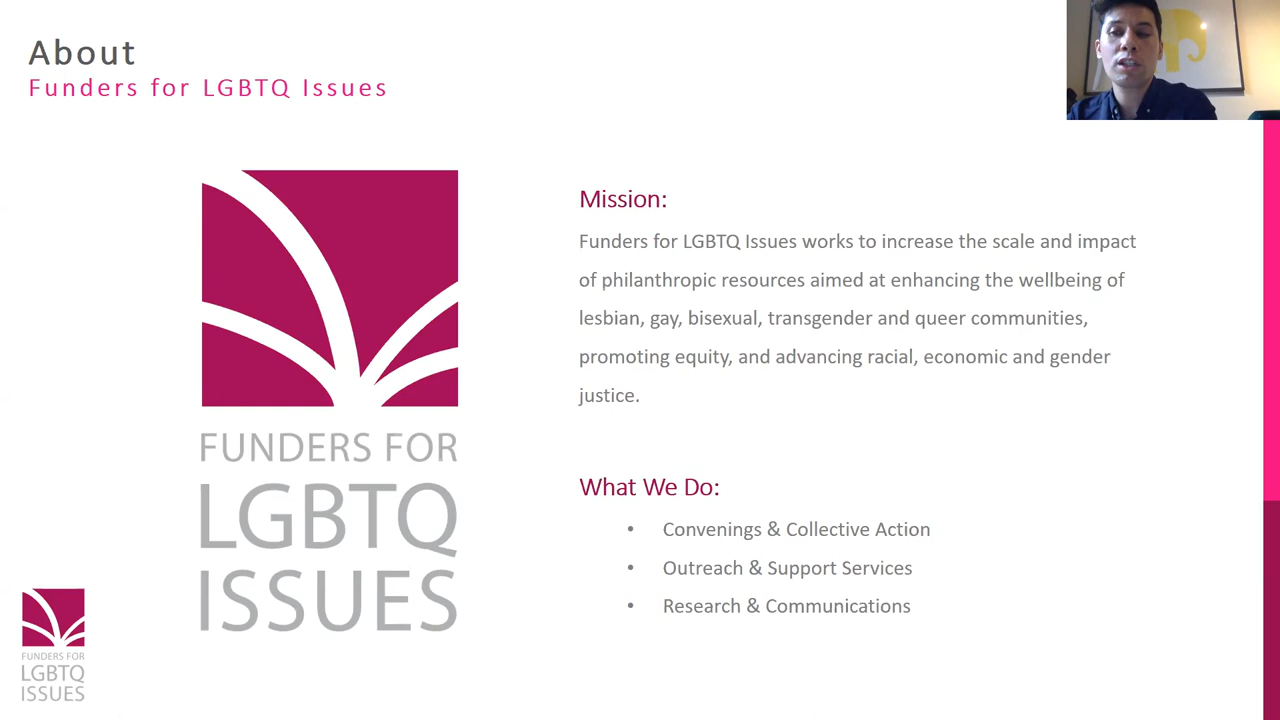 About
Funders for LGBTQ Issues
FUNDERS FOR
LGBTQ
ISSUES
Mission:
Funders for LGBTQ Issues works to increase the scale and impact
of philanthropic resources aimed at enhancing the wellbeing of
lesbian, gay, bisexual, transgender and queer communities,
promoting equity, and advancing racial, economic and gender
justice.
What We Do:
• Convenings & Collective Action
• Outreach & Support Services
• Research & Communications
FUNDERS FOR
LGBTQ
ISSUES